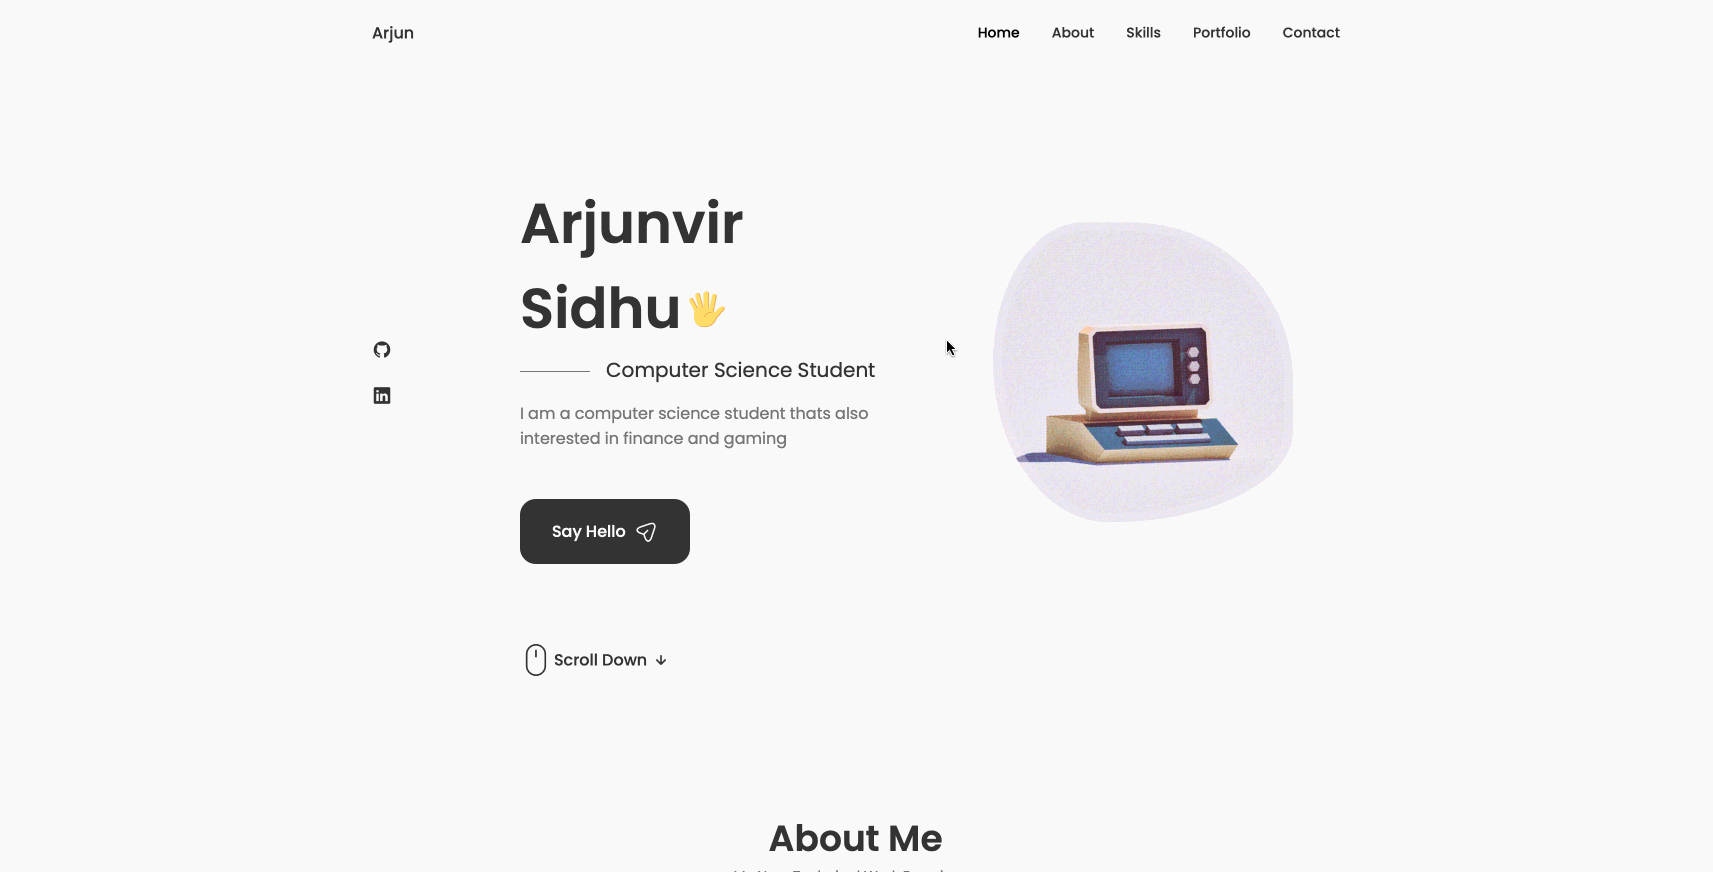 Arjun
Home About Skills Portfolio Contact
Arjunvir
Sidhu
Computer Science Student
I am a computer science student thats also
interested in finance and gaming
Say Hello
Scroll Down
About Me